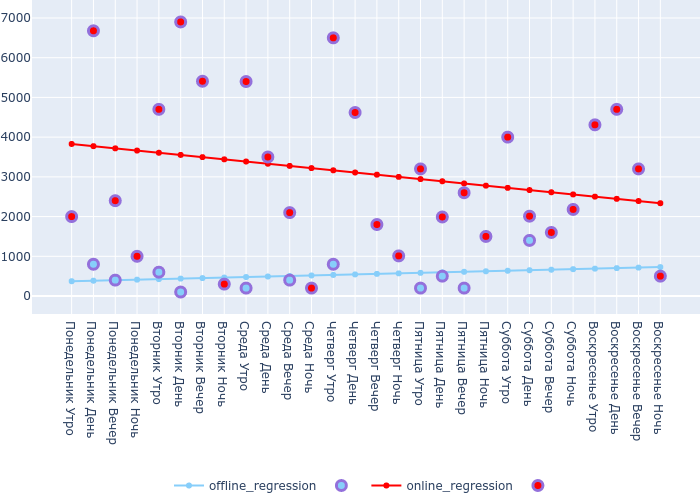 7000
6000
5000
4000
3000
2000
1000
0
Понедельник Утро
Понедельник День
Понедельник Вечер
Понедельник Ночь
Вторник Утро
Вторник День
Вторник Вечер
Вторник Ночь
Среда Утро
Среда День
Среда Вечер
Среда Ночь
Четверг Утро
Четверг День
Четверг Вечер
Четверг Ночь
Пятница Утро
Пятница День
Пятница Вечер
Пятница Ночь
Суббота Утро
Суббота День
Суббота Вечер
Суббота Ночь
Воскресенье Утро
Воскресенье День
Воскресенье Вечер
Воскресенье Ночь
offline_regression
online_regression